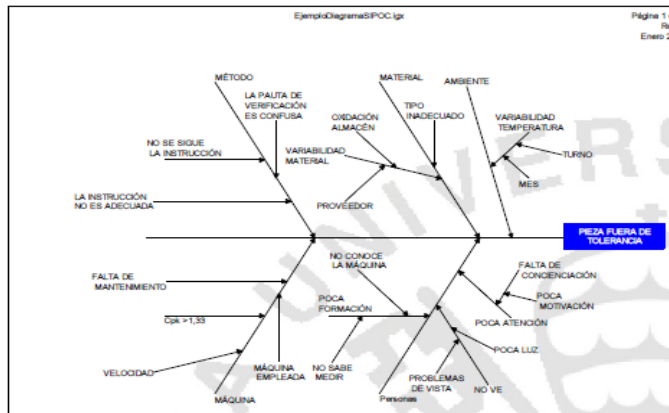 EjemploDiagramaSIPOC.igx
Página 1
Enero 2
MÉTODO
MATERIAL
AMBIENTE
LA PAUTA DE
VERIFICACIÓN
ES CONFUSA
OXIDACIÓN
ALMACÉN
TIPO
INADECUADO
VARIABILIDAD
TEMPERATURA
NO SE SIGUE
LA INSTRUCCIÓN
VARIABILIDAD
MATERIAL
TURNO
MES
LA INSTRUCCIÓN
NO ES ADECUADA
PROVEEDOR
UNIVERS
PIEZA FUERA DE
TOLERANCIA
FALTA DE
MANTENIMIENTO
NO CONOCE
LA MÁQUINA
FALTA DE
CONCIENCIACIÓN
POCA
FORMACIÓN
POCA
MOTIVACIÓN
Cpk >1,33
POCA ATENCIÓN
POCA LUZ
VELOCIDAD
MÁQUINA
EMPLEADA
NO SABE
MEDIR
PROBLEMAS
DE VISTA
NO VE
MÁQUINA
Personas